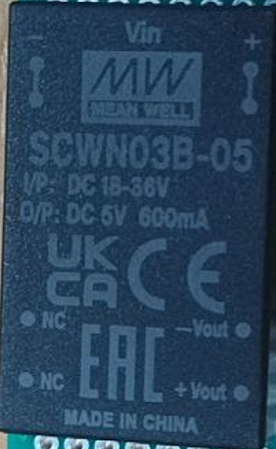 − Vin +
MW
MEAN WELL
SCWN03B-05
I/P: DC 18-36V
O/P: DC 5V 600mA
UK CA CE
NC −Vout
EAC
NC +Vout
MADE IN CHINA